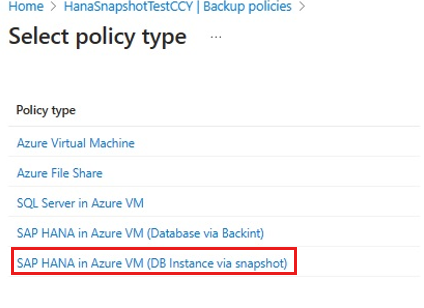 Home > HanaSnapshotTestCCY | Backup policies >
Select policy type ...
Policy type
Azure Virtual Machine
Azure File Share
SQL Server in Azure VM
SAP HANA in Azure VM (Database via Backint)
SAP HANA in Azure VM (DB Instance via snapshot)